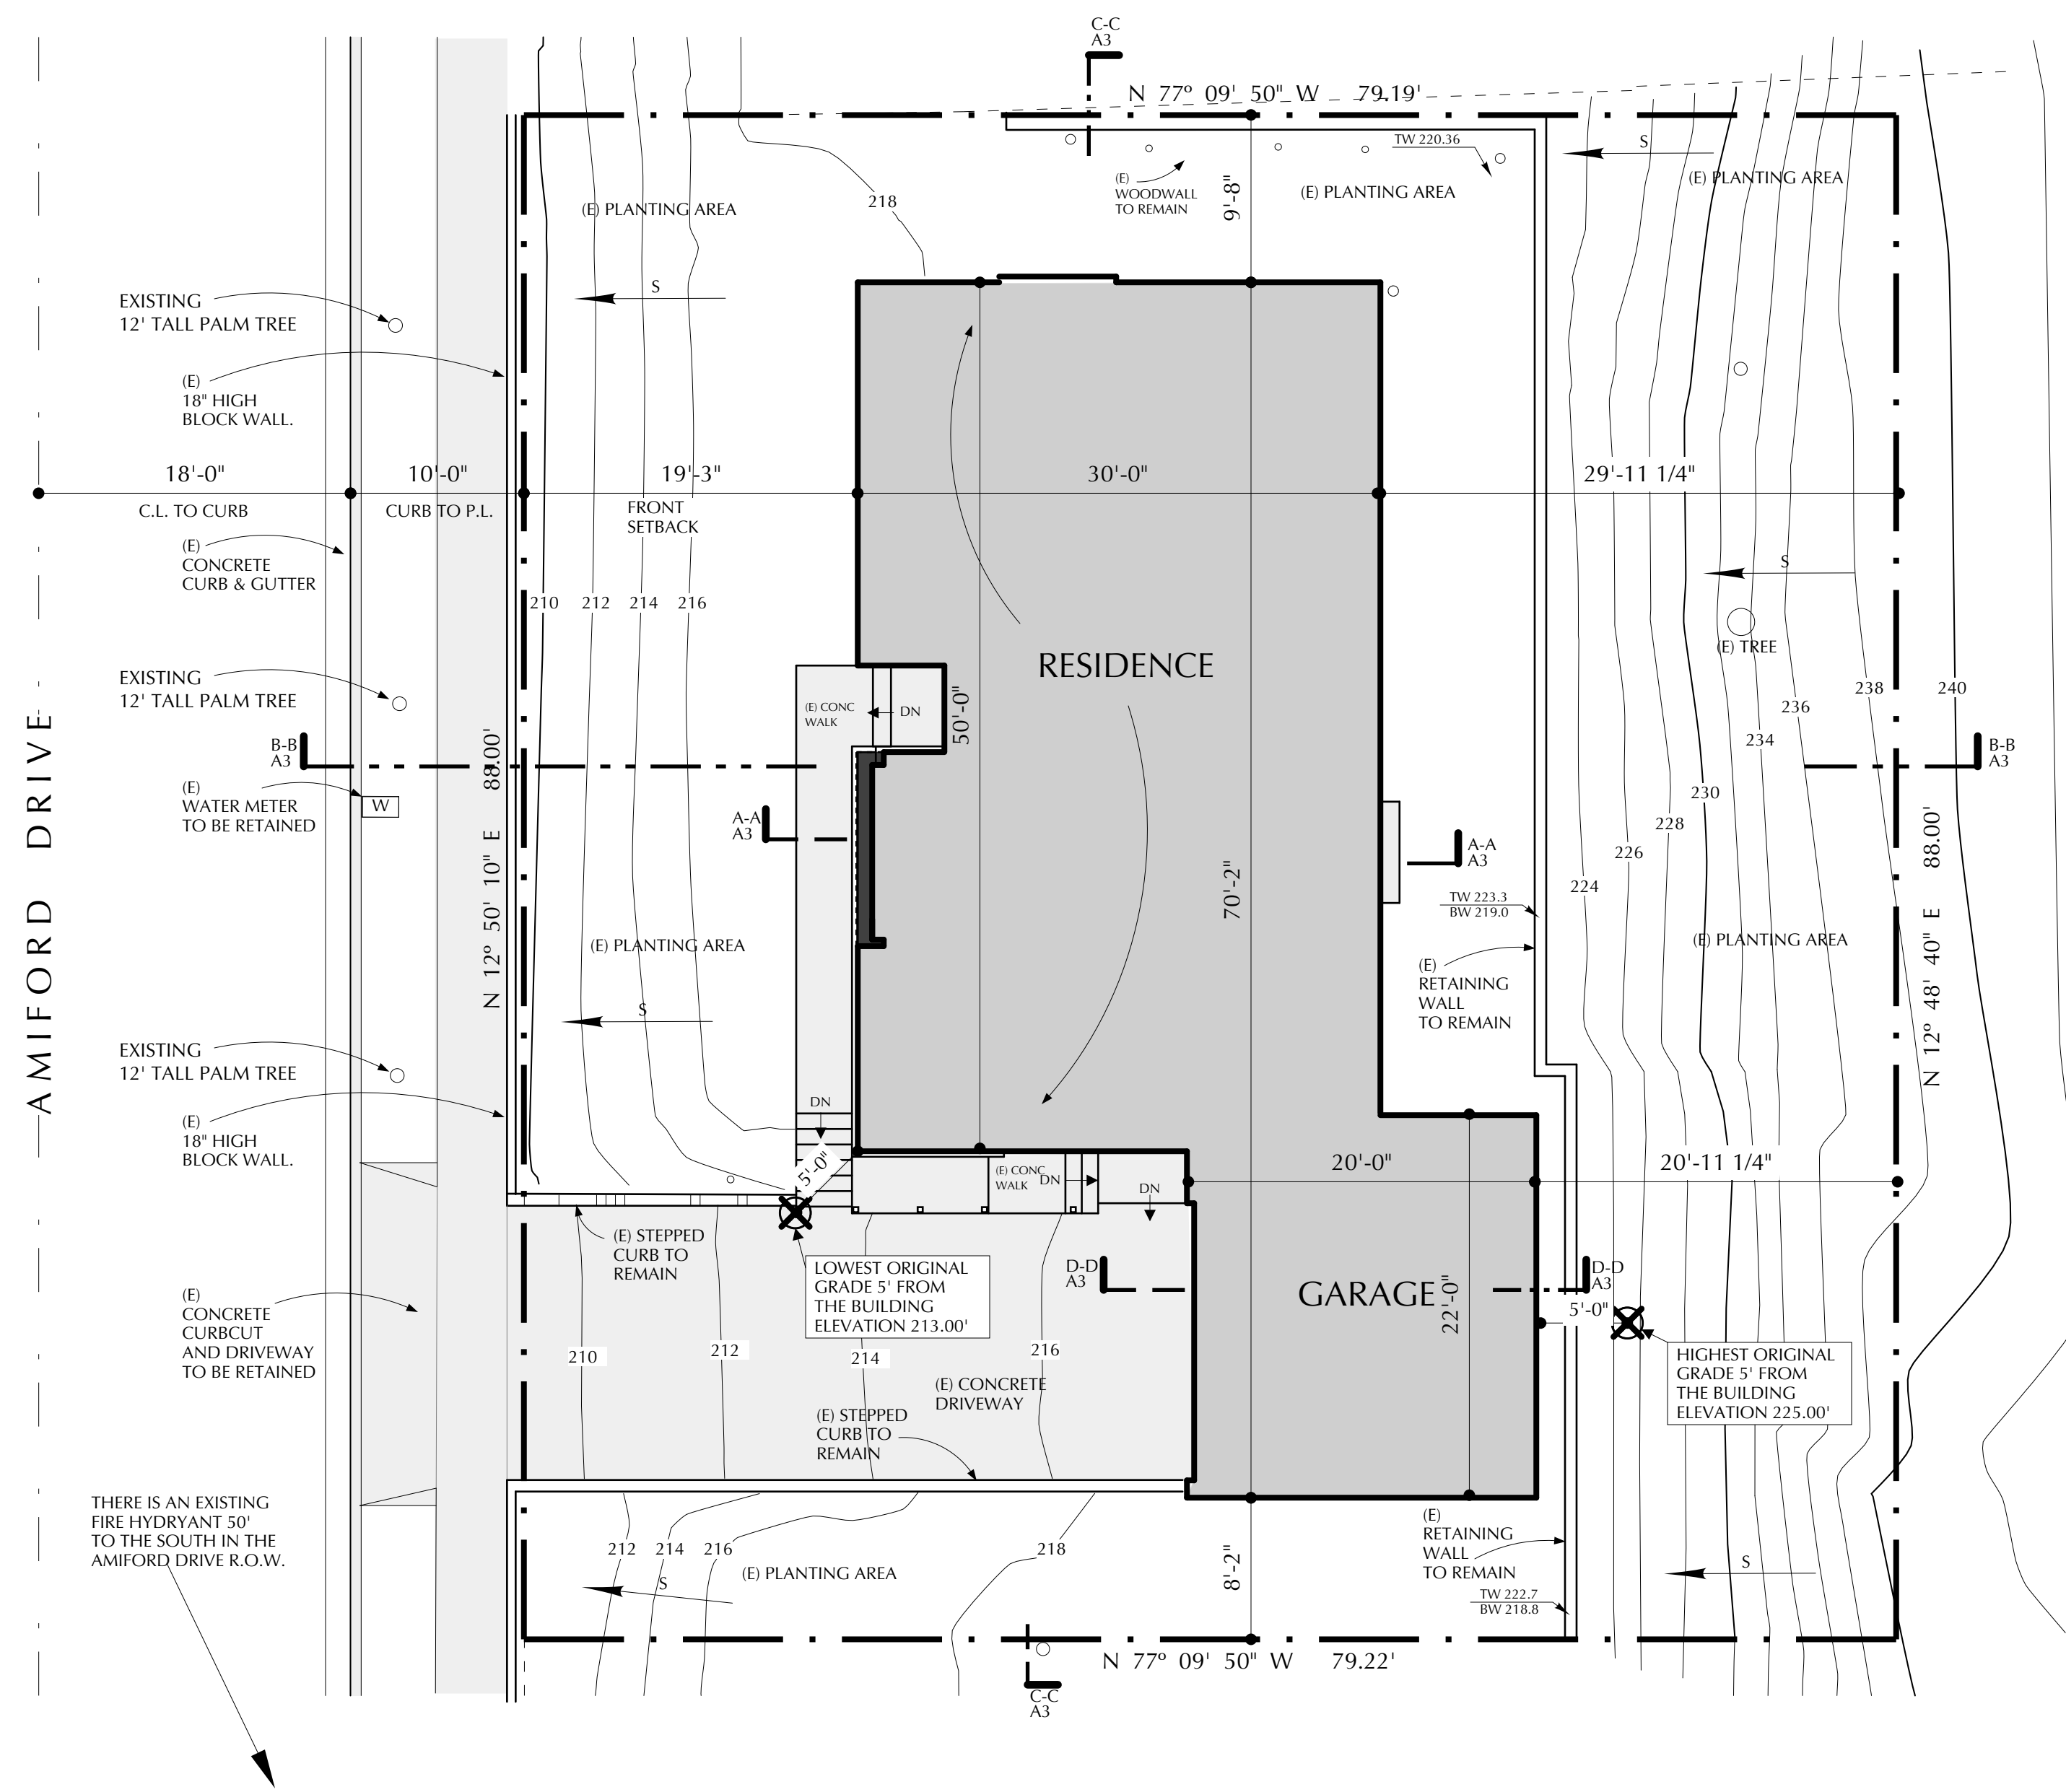 C-C
A3
N 77º 09' 50" W 79.19'
TW 220.36
S
(E)
WOODWALL
TO REMAIN
9'-8"
(E) PLANTING AREA
(E) PLANTING AREA
(E) PLANTING AREA
218
S
EXISTING
12' TALL PALM TREE
(E)
18" HIGH
BLOCK WALL.
18'-0"
10'-0"
19'-3"
30'-0"
29'-11 1/4"
C.L. TO CURB
CURB TO P.L.
FRONT
SETBACK
(E)
CONCRETE
CURB & GUTTER
S
210
212
214
216
(E) TREE
RESIDENCE
EXISTING
12' TALL PALM TREE
238
240
236
(E) CONC
WALK
DN
50'-0"
234
AMIFORD DRIVE
B-B
A3
B-B
A3
N 12º 50' 10" E 88.00'
(E)
WATER METER
TO BE RETAINED
W
230
A-A
A3
228
A-A
A3
226
224
70'-2"
TW 223.3
BW 219.0
N 12º 48' 40" E 88.00'
(E) PLANTING AREA
(E) PLANTING AREA
(E)
RETAINING
WALL
TO REMAIN
S
EXISTING
12' TALL PALM TREE
DN
(E)
18" HIGH
BLOCK WALL.
5'-0"
(E) CONC
WALK
DN
DN
20'-0"
20'-11 1/4"
(E) STEPPED
CURB TO
REMAIN
LOWEST ORIGINAL
GRADE 5' FROM
THE BUILDING
ELEVATION 213.00'
D-D
A3
GARAGE
22'-0"
D-D
A3
5'-0"
(E)
CONCRETE
CURBCUT
AND DRIVEWAY
TO BE RETAINED
210
212
214
216
HIGHEST ORIGINAL
GRADE 5' FROM
THE BUILDING
ELEVATION 225.00'
(E) CONCRETE
DRIVEWAY
(E) STEPPED
CURB TO
REMAIN
THERE IS AN EXISTING
FIRE HYDRYANT 50'
TO THE SOUTH IN THE
AMIFORD DRIVE R.O.W.
(E)
RETAINING
WALL
TO REMAIN
212
214
216
218
(E) PLANTING AREA
S
8'-2"
S
TW 222.7
BW 218.8
N 77º 09' 50" W 79.22'
C-C
A3